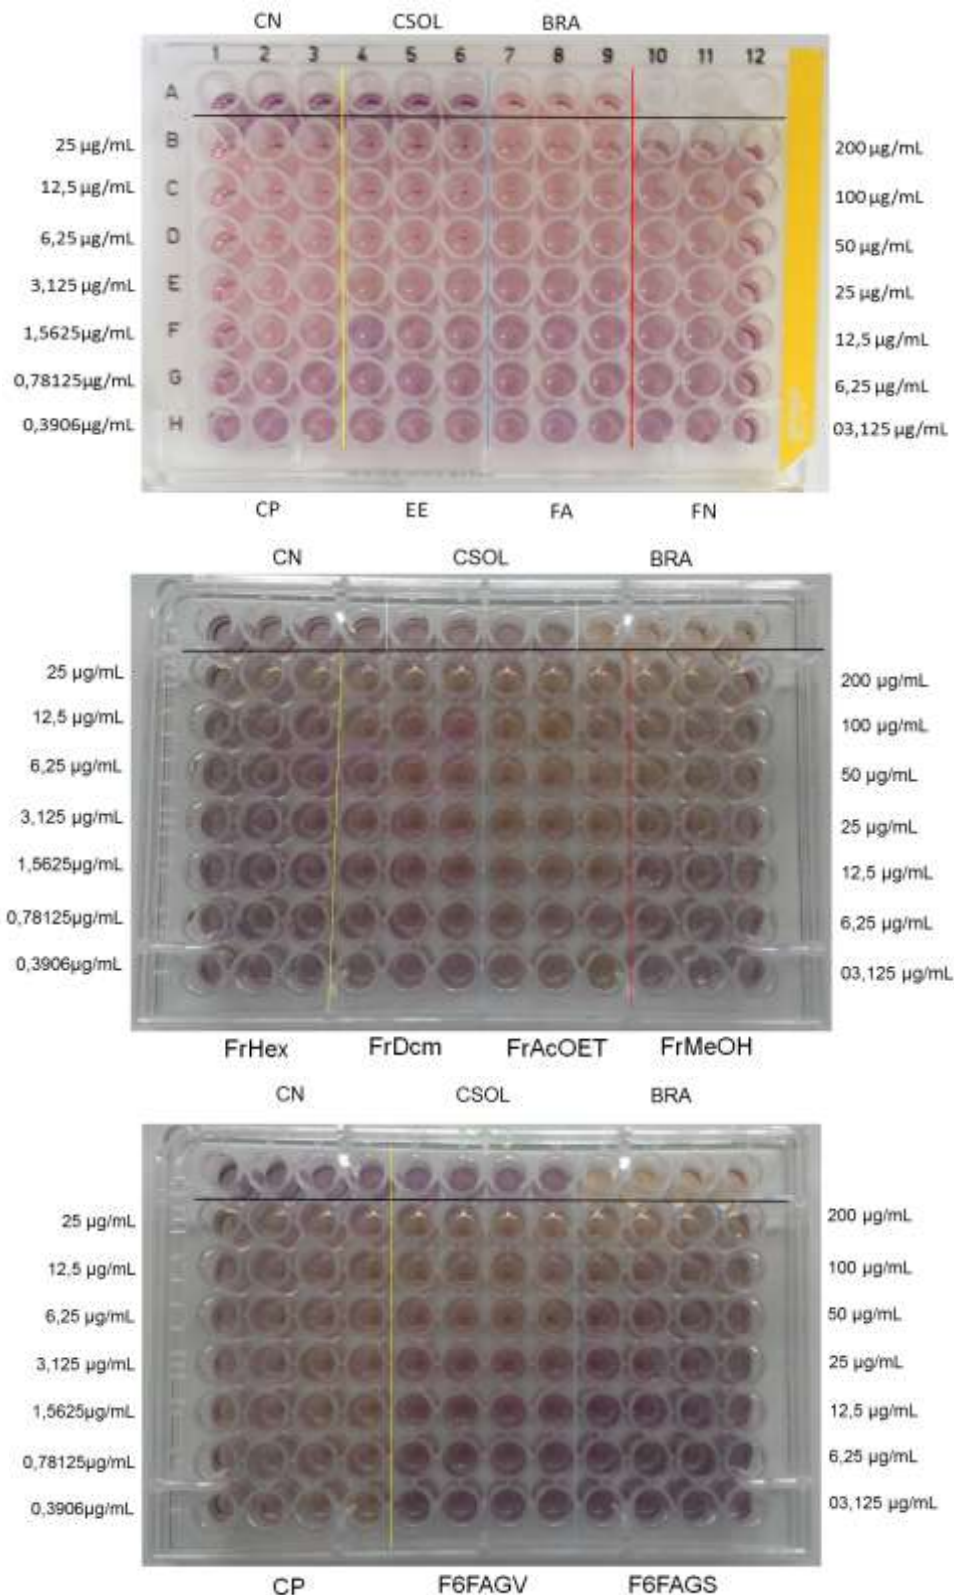 CN CSOL BRA
1 2 3 4 5 6 7 8 9 10 11 12
A
25 µg/mL B 200 µg/mL
12,5 µg/mL C 100 µg/mL
6,25 µg/mL D 50 µg/mL
3,125 µg/mL E 25 µg/mL
1,5625µg/mL F 12,5 µg/mL
0,78125µg/mL G 6,25 µg/mL
0,3906µg/mL H 03,125 µg/mL
CP EE FA FN
CN CSOL BRA
25 µg/mL 200 µg/mL
12,5 µg/mL 100 µg/mL
6,25 µg/mL 50 µg/mL
3,125 µg/mL 25 µg/mL
1,5625µg/mL 12,5 µg/mL
0,78125µg/mL 6,25 µg/mL
0,3906µg/mL 03,125 µg/mL
FrHex FrDcm FrAcOET FrMeOH
CN CSOL BRA
25 µg/mL 200 µg/mL
12,5 µg/mL 100 µg/mL
6,25 µg/mL 50 µg/mL
3,125 µg/mL 25 µg/mL
1,5625µg/mL 12,5 µg/mL
0,78125µg/mL 6,25 µg/mL
0,3906µg/mL 03,125 µg/mL
CP F6FAGV F6FAGS